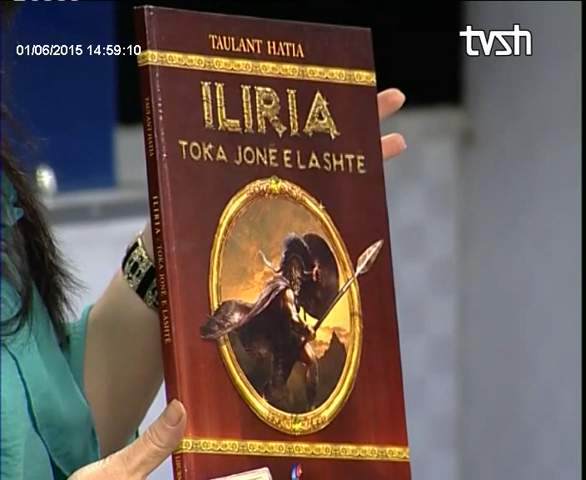 01/06/2015 14:59:10
tvsh
TAULANT HATIA
ILIRIA
TOKA JONË E LASHTË
TAULANT HATIA
ILIRIA - TOKA JONË E LASHTË